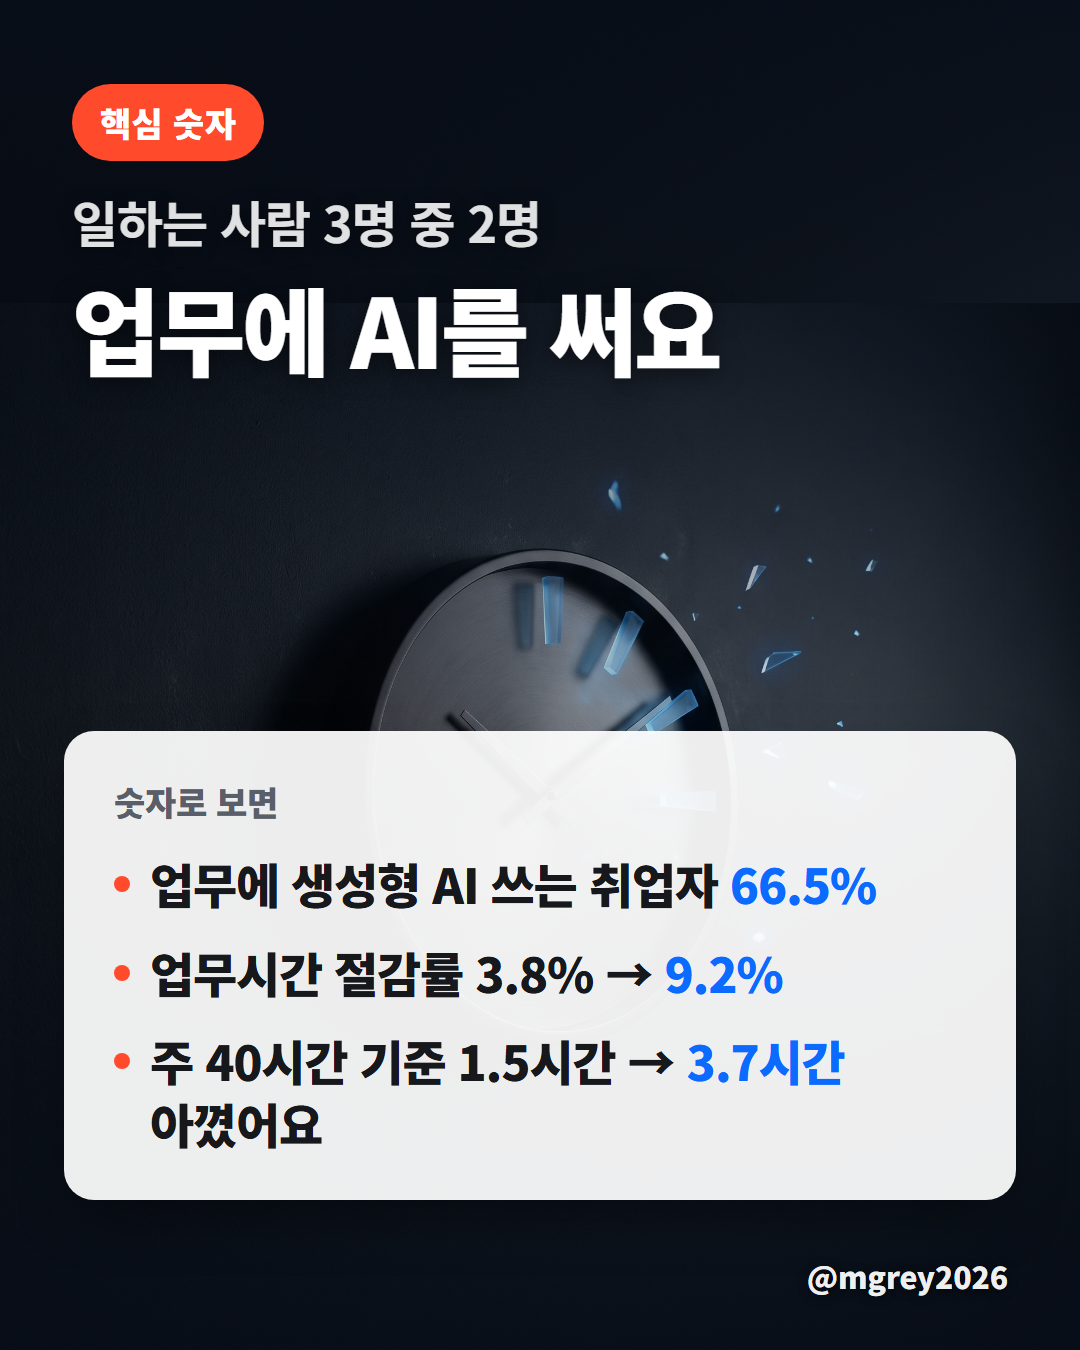 핵심 숫자
일하는 사람 3명 중 2명
업무에 AI를 써요
숫자로 보면
• 업무에 생성형 AI 쓰는 취업자 66.5%
• 업무시간 절감률 3.8% → 9.2%
• 주 40시간 기준 1.5시간 → 3.7시간
아꼈어요
@mgrey2026